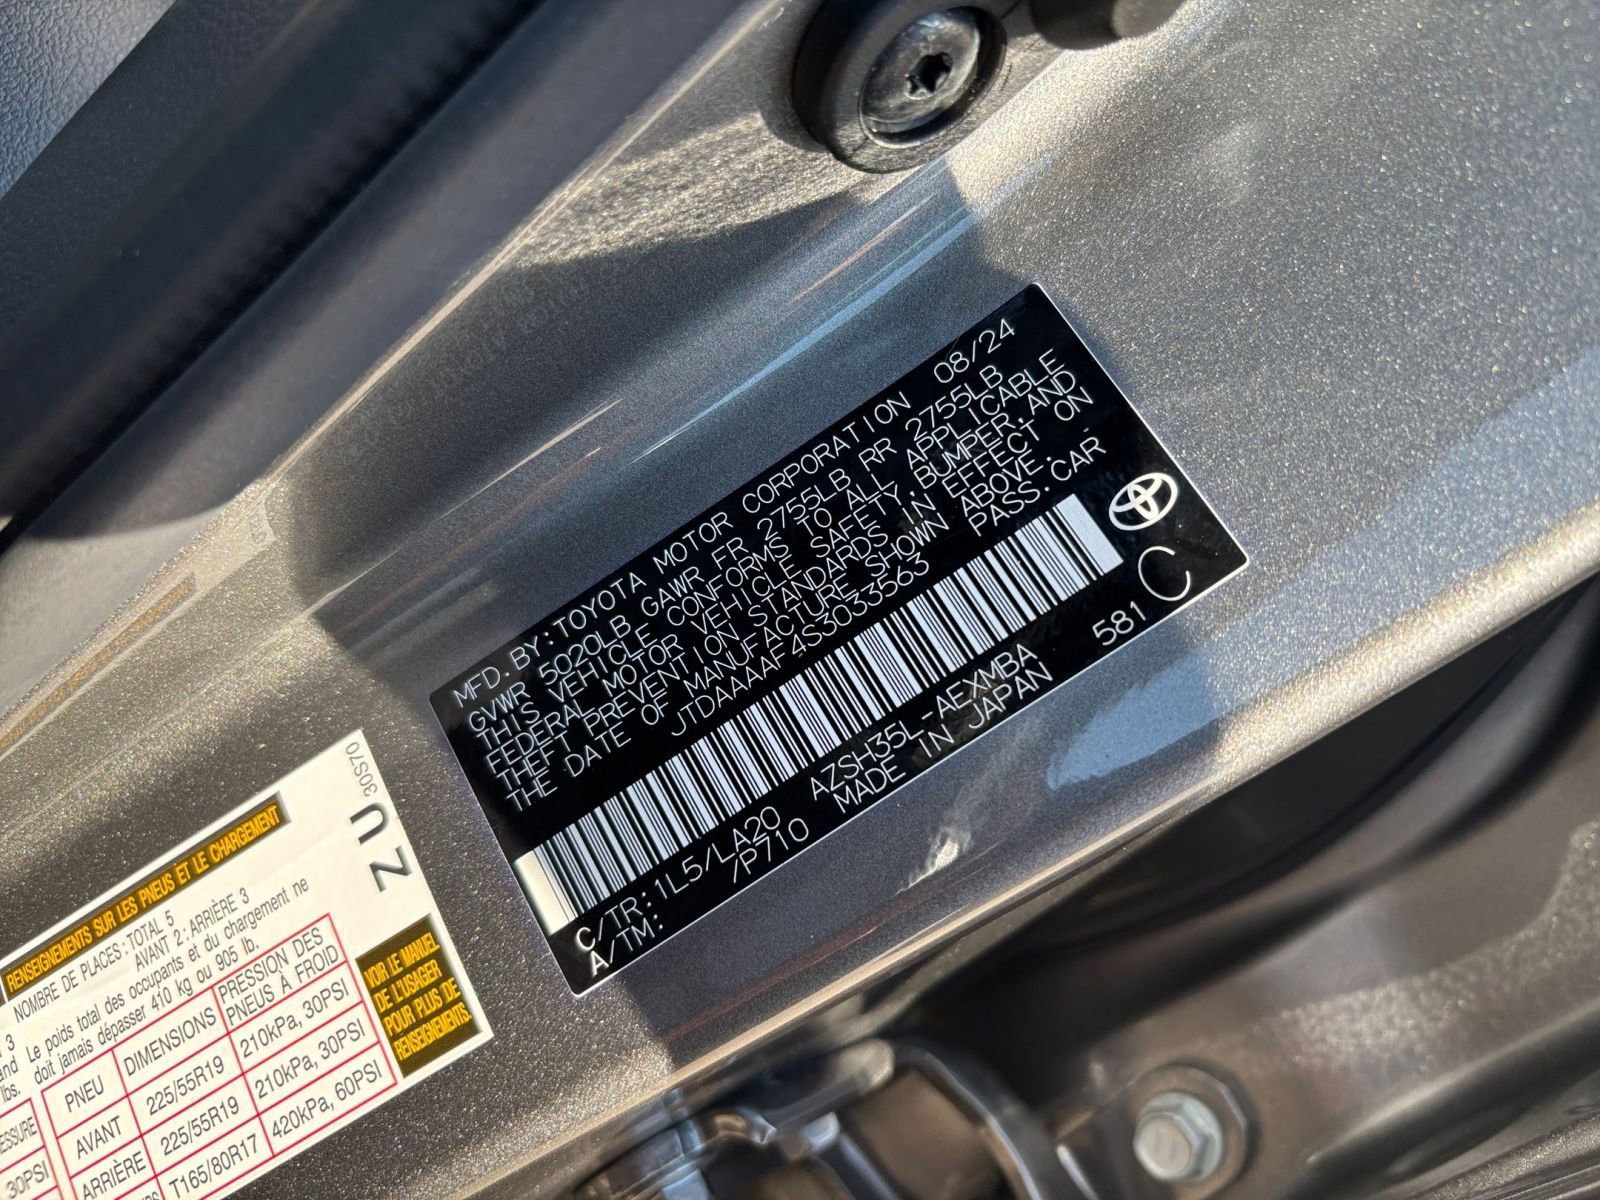 MFD.BY:TOYOTA MOTOR CORPORATION 08/24
GVWR 5020LB GAWR FR 2755LB RR 2755LB
THIS VEHICLE CONFORMS TO ALL APPLICABLE
FEDERAL MOTOR VEHICLE SAFETY,BUMPER,AND
THEFT PREVENTION STANDARDS IN EFFECT ON
THE DATE OF MANUFACTURE SHOWN ABOVE.
JTDAAAAF4S3033563 PASS.CAR
C/TR:1L5/LA20 AZSH35L-AEXMBA 581 C
A/TM: /P710 MADE IN JAPAN
ZU 30S70
RENSEIGNEMENTS SUR LES PNEUS ET LE CHARGEMENT
NOMBRE DE PLACES: TOTAL 5
AVANT 2: ARRIÈRE 3
Le poids total des occupants et du chargement ne
doit jamais dépasser 410 kg ou 905 lb.
PNEU DIMENSIONS PRESSION DES PNEUS À FROID
AVANT 225/55R19 210kPa, 30PSI
ARRIÈRE 225/55R19 210kPa, 30PSI
T165/80R17 420kPa, 60PSI
VOIR LE MANUEL
DE L'USAGER
POUR PLUS DE
RENSEIGNEMENTS.
3
and
lbs.
30PSI